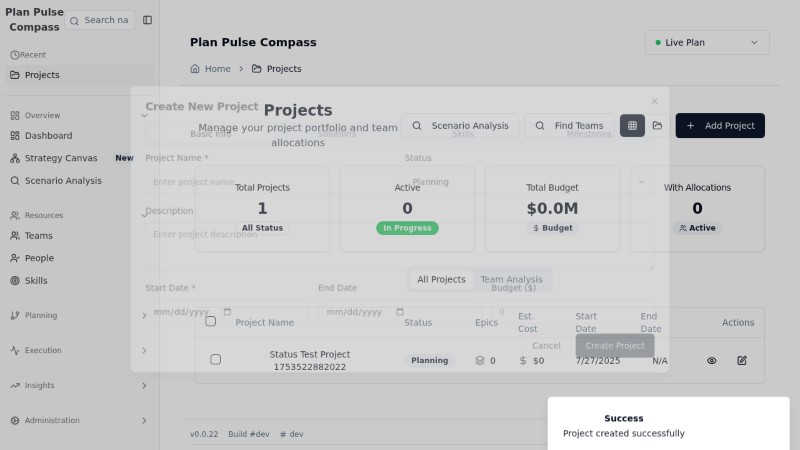 Plan Pulse
Compass
Search na
Recent
Projects
Overview
Dashboard
Strategy Canvas New
Scenario Analysis
Resources
Teams
People
Skills
Planning
Execution
Insights
Administration
Plan Pulse Compass
Live Plan
Home > Projects
Create New Project
Projects
Manage your project portfolio and team
allocations
Scenario Analysis
Find Teams
+ Add Project
Basic Info
Solutions
Skills
Milestones
Project Name *
Enter project name
Status
Planning
Description
Enter project description
Start Date *
mm/dd/yyyy
End Date
mm/dd/yyyy
Budget ($)
0
Cancel
Create Project
Total Projects
1
All Status
Active
0
In Progress
Total Budget
$0.0M
$ Budget
With Allocations
0
Active
All Projects
Team Analysis
Project Name
Status
Epics
Est.
Cost
Start
Date
End
Date
Actions
Status Test Project
1753522882022
Planning
0
$ $0
7/27/2025
N/A
v0.0.22 Build #dev # dev
Success
Project created successfully